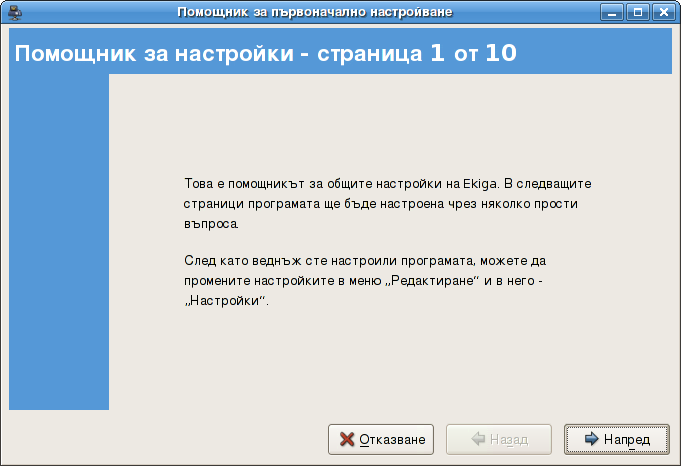 Помощник за първоначално настройване
Помощник за настройки - страница 1 от 10
Това е помощникът за общите настройки на Ekiga. В следващите
страници програмата ще бъде настроена чрез няколко прости
въпроса.
След като веднъж сте настроили програмата, можете да
промените настройките в меню „Редактиране“ и в него -
„Настройки“.
Отказване
Назад
Напред